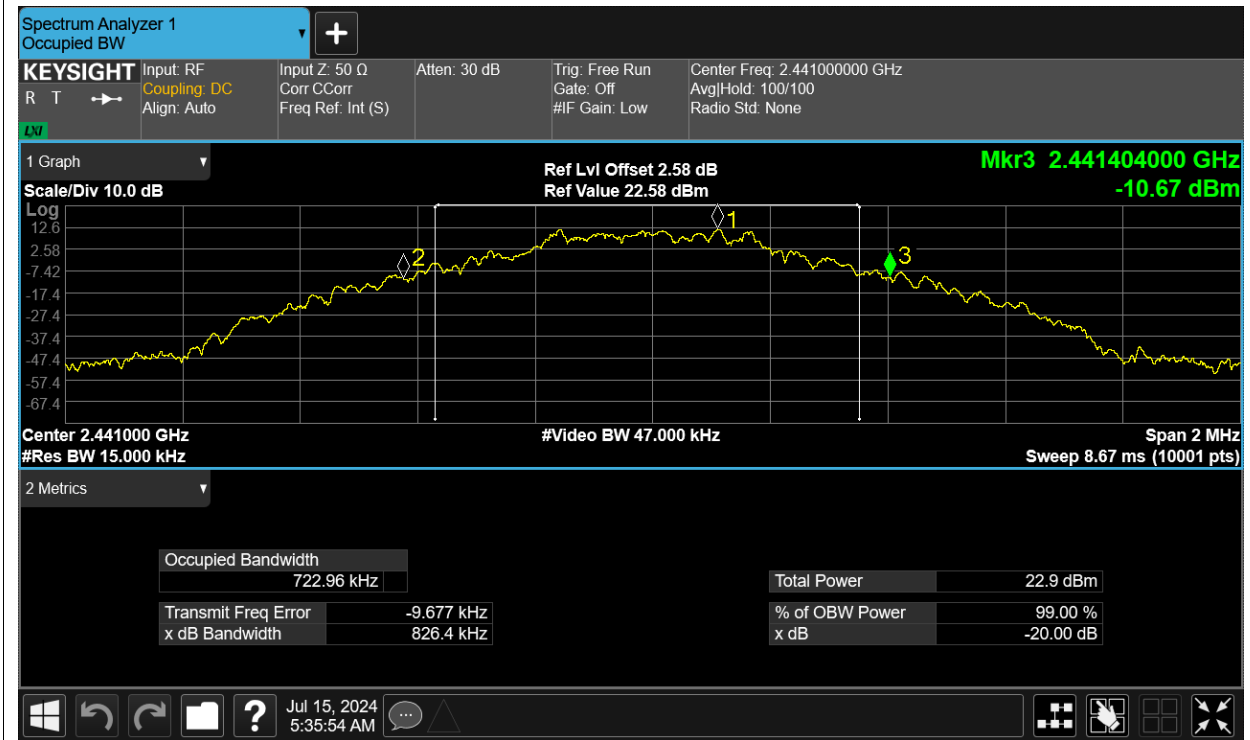 Spectrum Analyzer 1
Occupied BW
KEYSIGHT
R T
LXI
Input: RF
Coupling: DC
Align: Auto
Input Z: 50 Ω
Corr CCorr
Freq Ref: Int (S)
Atten: 30 dB
Trig: Free Run
Gate: Off
#IF Gain: Low
Center Freq: 2.441000000 GHz
Avg|Hold: 100/100
Radio Std: None
1 Graph
Scale/Div 10.0 dB
Ref Lvl Offset 2.58 dB
Ref Value 22.58 dBm
Mkr3 2.441404000 GHz
-10.67 dBm
Log
12.6
2.58
-7.42
-17.4
-27.4
-37.4
-47.4
-57.4
-67.4
1
2
3
Center 2.441000 GHz
#Res BW 15.000 kHz
#Video BW 47.000 kHz
Span 2 MHz
Sweep 8.67 ms (10001 pts)
2 Metrics
Occupied Bandwidth
722.96 kHz
Transmit Freq Error -9.677 kHz
x dB Bandwidth 826.4 kHz
Total Power 22.9 dBm
% of OBW Power 99.00 %
x dB -20.00 dB
?
Jul 15, 2024
5:35:54 AM